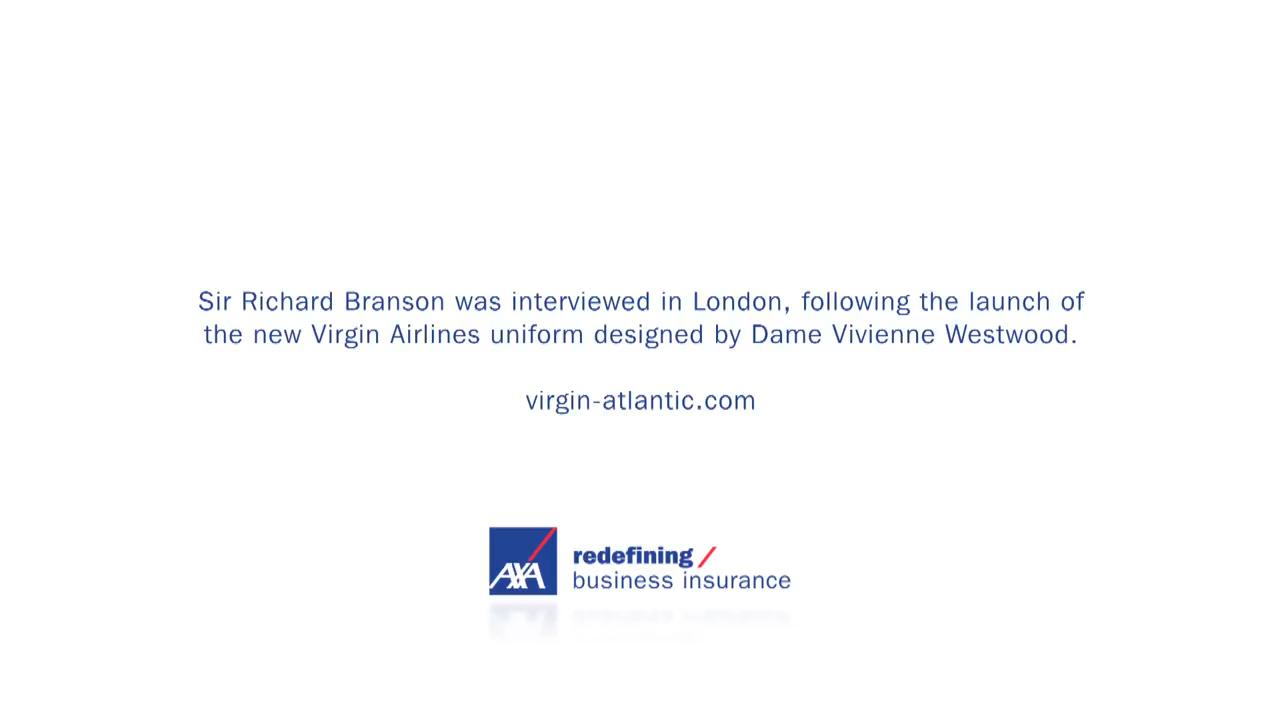 Sir Richard Branson was interviewed in London, following the launch of
the new Virgin Airlines uniform designed by Dame Vivienne Westwood.
virgin-atlantic.com
AXA
redefining /
business insurance